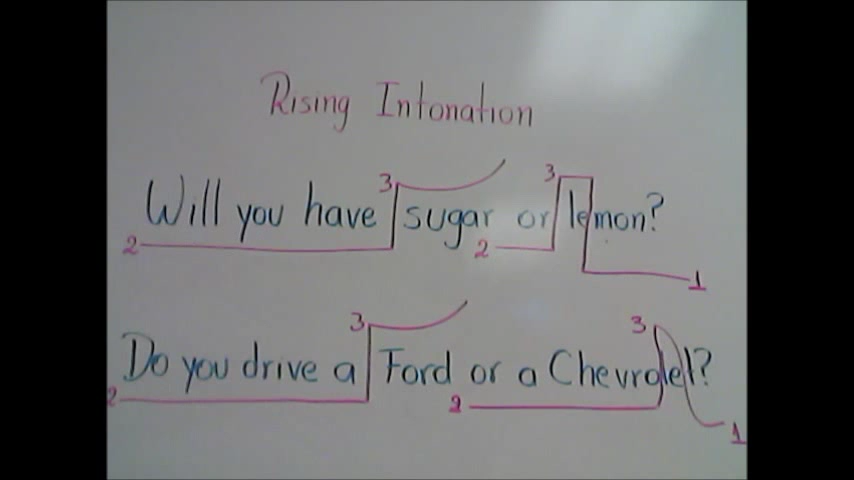 Rising Intonation
3 3
Will you have sugar or lemon?
2 2 1
3 3
Do you drive a Ford or a Chevrolet?
2 2 1